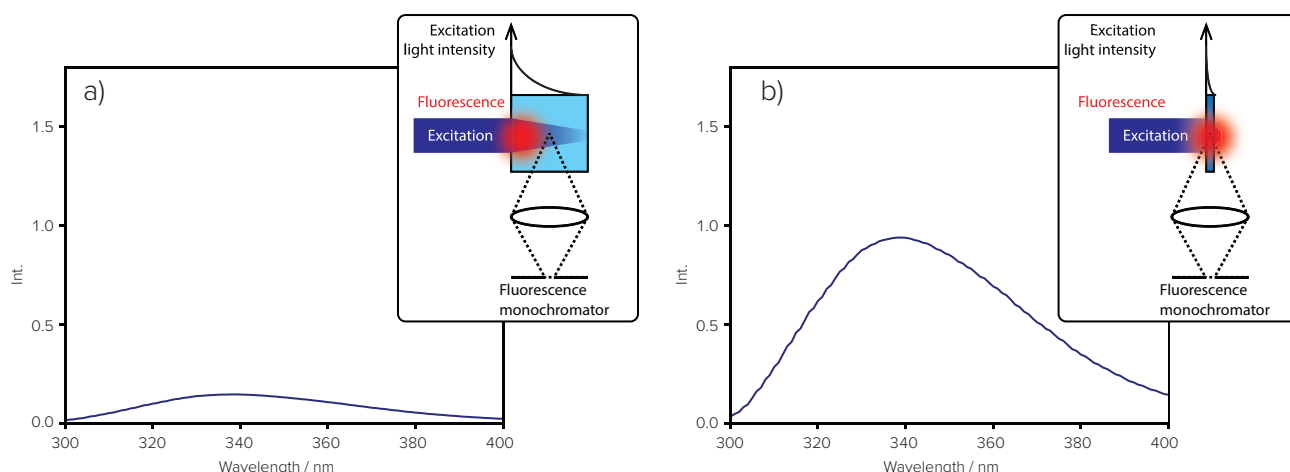 a)
Excitation
light intensity
Fluorescence
Excitation
Fluorescence
monochromator
1.5
1.0
0.5
0.0
Int.
300
320
340
360
380
400
Wavelength / nm
b)
Excitation
light intensity
Fluorescence
Excitation
Fluorescence
monochromator
1.5
1.0
0.5
0.0
Int.
300
320
340
360
380
400
Wavelength / nm